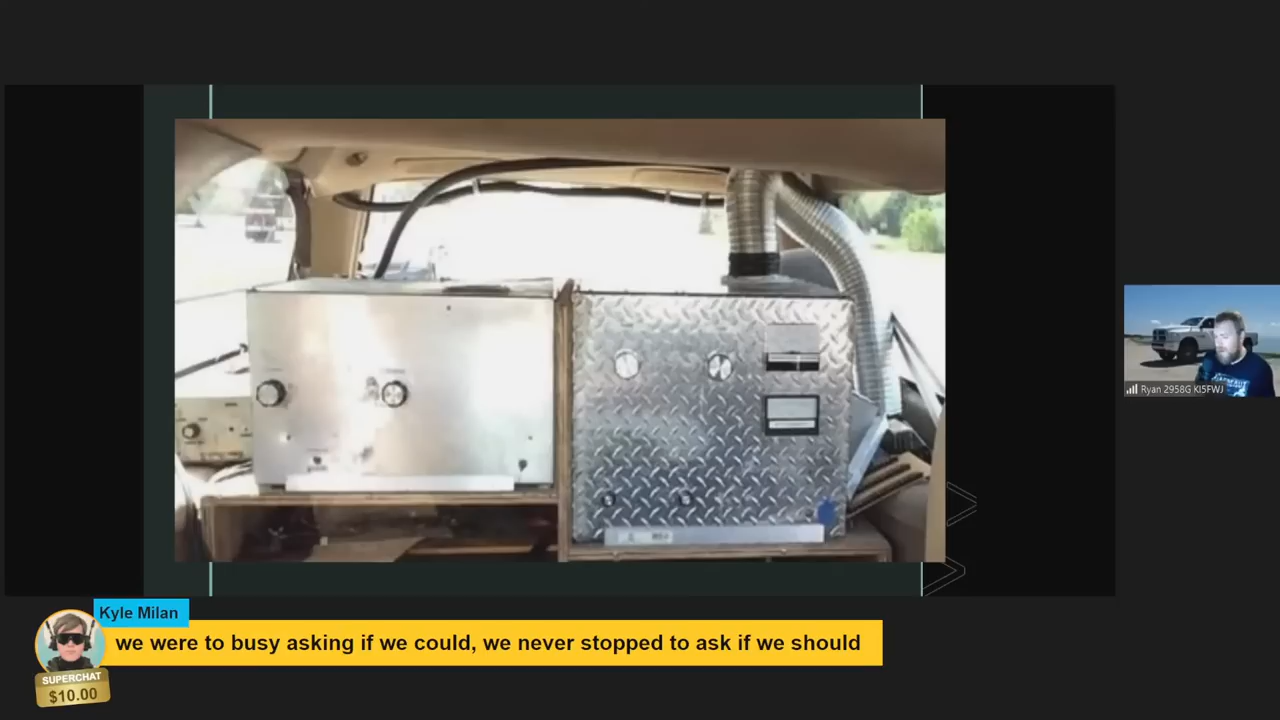 Ryan 2958G KI5FWJ
Kyle Milan
we were to busy asking if we could, we never stopped to ask if we should
SUPERCHAT
$10.00